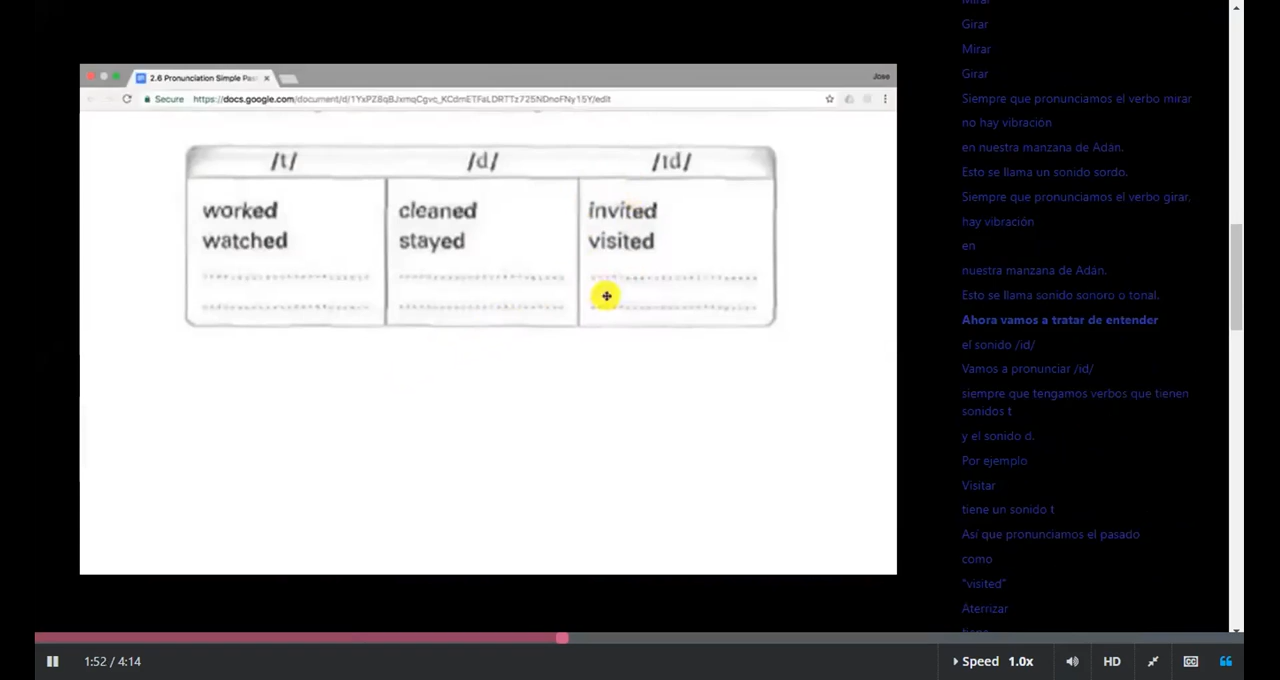 2.6 Pronunciation Simple Pas
Jose
Secure
/t/
/d/
/ɪd/
worked
watched
cleaned
stayed
invited
visited
Girar
Mirar
Girar
Siempre que pronunciamos el verbo mirar
no hay vibración
en nuestra manzana de Adán.
Esto se llama un sonido sordo.
Siempre que pronunciamos el verbo girar,
hay vibración
en
nuestra manzana de Adán.
Esto se llama sonido sonoro o tonal.
Ahora vamos a tratar de entender
el sonido /id/
Vamos a pronunciar /id/
siempre que tengamos verbos que tienen
sonidos t
y el sonido d.
Por ejemplo
Visitar
tiene un sonido t
Así que pronunciamos el pasado
como
"visited"
Aterrizar
1:52 / 4:14
Speed 1.0x
HD